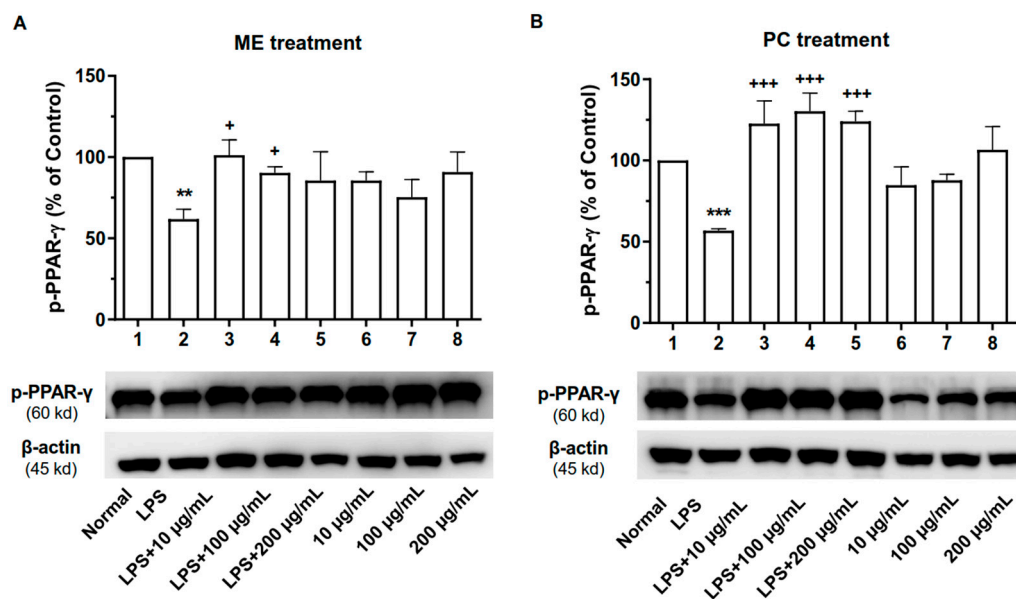 A
ME treatment
p-PPAR-γ (% of Control)
150
100
50
0
**
+
+
1 2 3 4 5 6 7 8
p-PPAR-γ
(60 kd)
β-actin
(45 kd)
Normal
LPS
LPS+10 µg/mL
LPS+100 µg/mL
LPS+200 µg/mL
10 µg/mL
100 µg/mL
200 µg/mL
B
PC treatment
p-PPAR-γ (% of Control)
150
100
50
0
***
+++
+++
+++
1 2 3 4 5 6 7 8
p-PPAR-γ
(60 kd)
β-actin
(45 kd)
Normal
LPS
LPS+10 µg/mL
LPS+100 µg/mL
LPS+200 µg/mL
10 µg/mL
100 µg/mL
200 µg/mL